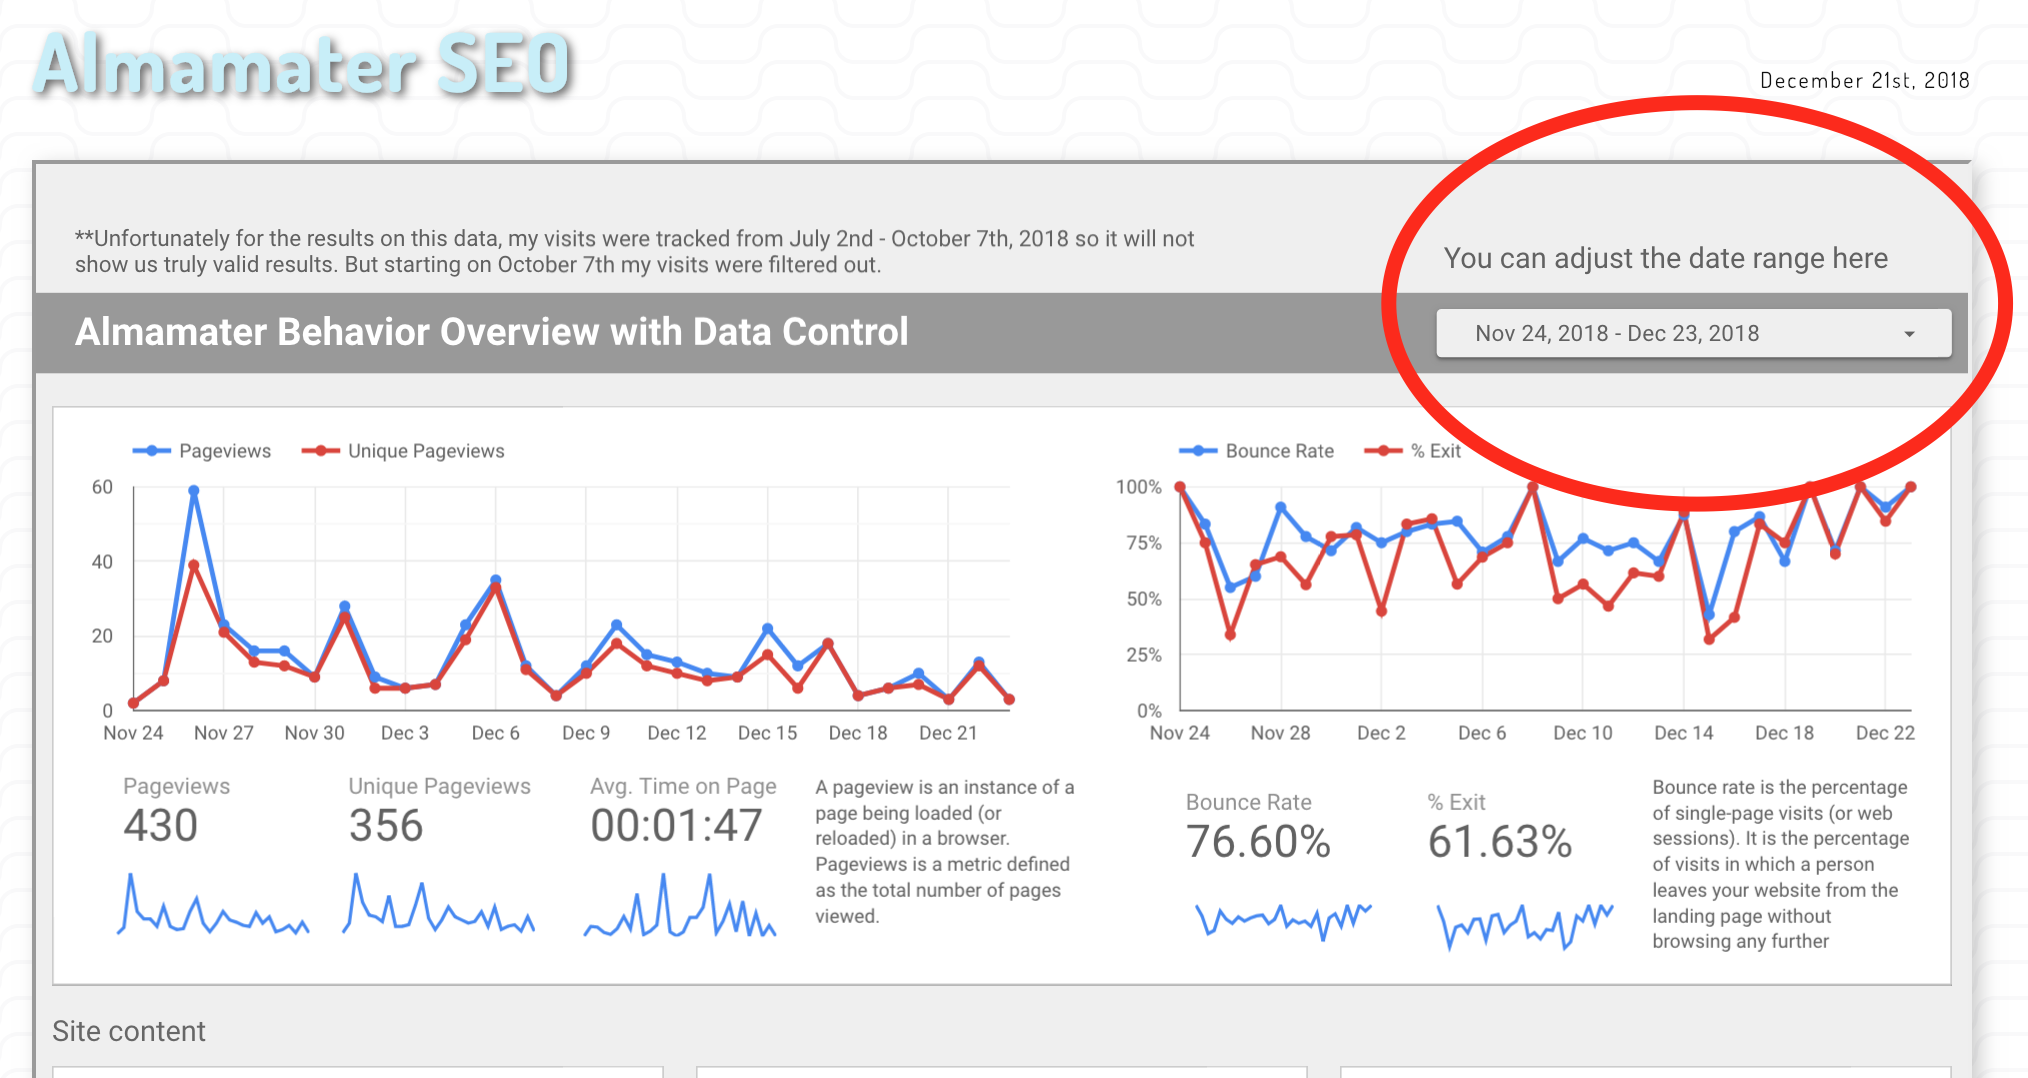 Almamater SEO
December 21st, 2018
**Unfortunately for the results on this data, my visits were tracked from July 2nd - October 7th, 2018 so it will not
show us truly valid results. But starting on October 7th my visits were filtered out.
You can adjust the date range here
Almamater Behavior Overview with Data Control
Nov 24, 2018 - Dec 23, 2018
Pageviews
Unique Pageviews
60
40
20
0
Nov 24
Nov 27
Nov 30
Dec 3
Dec 6
Dec 9
Dec 12
Dec 15
Dec 18
Dec 21
Bounce Rate
% Exit
100%
75%
50%
25%
0%
Nov 24
Nov 28
Dec 2
Dec 6
Dec 10
Dec 14
Dec 18
Dec 22
Pageviews
430
Unique Pageviews
356
Avg. Time on Page
00:01:47
A pageview is an instance of a
page being loaded (or
reloaded) in a browser.
Pageviews is a metric defined
as the total number of pages
viewed.
Bounce Rate
76.60%
% Exit
61.63%
Bounce rate is the percentage
of single-page visits (or web
sessions). It is the percentage
of visits in which a person
leaves your website from the
landing page without
browsing any further
Site content